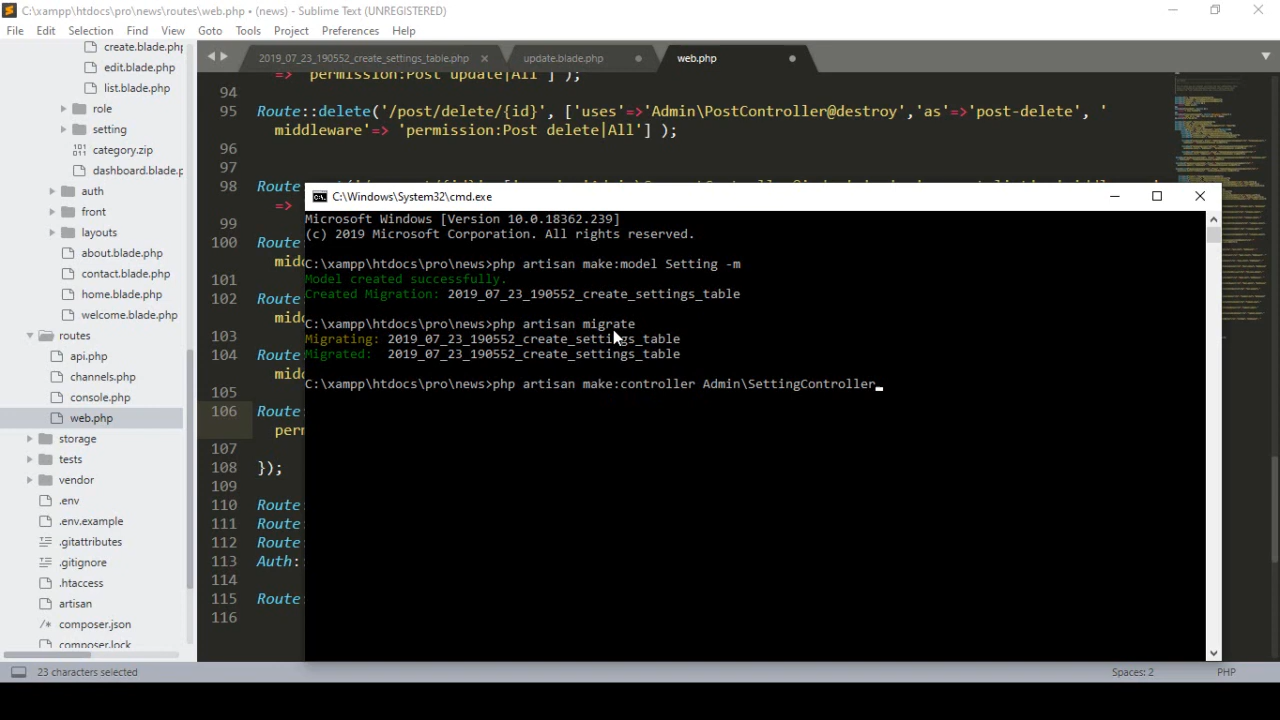 C:\xampp\htdocs\pro\news\routes\web.php • (news) - Sublime Text (UNREGISTERED)
File Edit Selection Find View Goto Tools Project Preferences Help
create.blade.php
edit.blade.php
list.blade.php
role
setting
category.zip
dashboard.blade.p
auth
front
layouts
about.blade.php
contact.blade.php
home.blade.php
welcome.blade.php
routes
api.php
channels.php
console.php
web.php
storage
tests
vendor
.env
.env.example
.gitattributes
.gitignore
.htaccess
artisan
composer.json
composer.lock
2019_07_23_190552_create_settings_table.php update.blade.php web.php
=> 'permission:Post update|All'] );
94
95 Route::delete('/post/delete/{id}', ['uses'=>'Admin\PostController@destroy','as'=>'post-delete', '
middleware'=> 'permission:Post delete|All'] );
96
97
98 Route
=>
99
100 Route:
mid
101
102 Route:
mid
103
104 Route:
mid
105
106 Route:
per
107
108 });
109
110 Route:
111 Route:
112 Route:
113 Auth::
114
115 Route:
116
C:\Windows\System32\cmd.exe
Microsoft Windows [Version 10.0.18362.239]
(c) 2019 Microsoft Corporation. All rights reserved.
C:\xampp\htdocs\pro\news>php artisan make:model Setting -m
Model created successfully.
Created Migration: 2019_07_23_190552_create_settings_table
C:\xampp\htdocs\pro\news>php artisan migrate
Migrating: 2019_07_23_190552_create_settings_table
Migrated: 2019_07_23_190552_create_settings_table
C:\xampp\htdocs\pro\news>php artisan make:controller Admin\SettingController
23 characters selected Spaces: 2 PHP